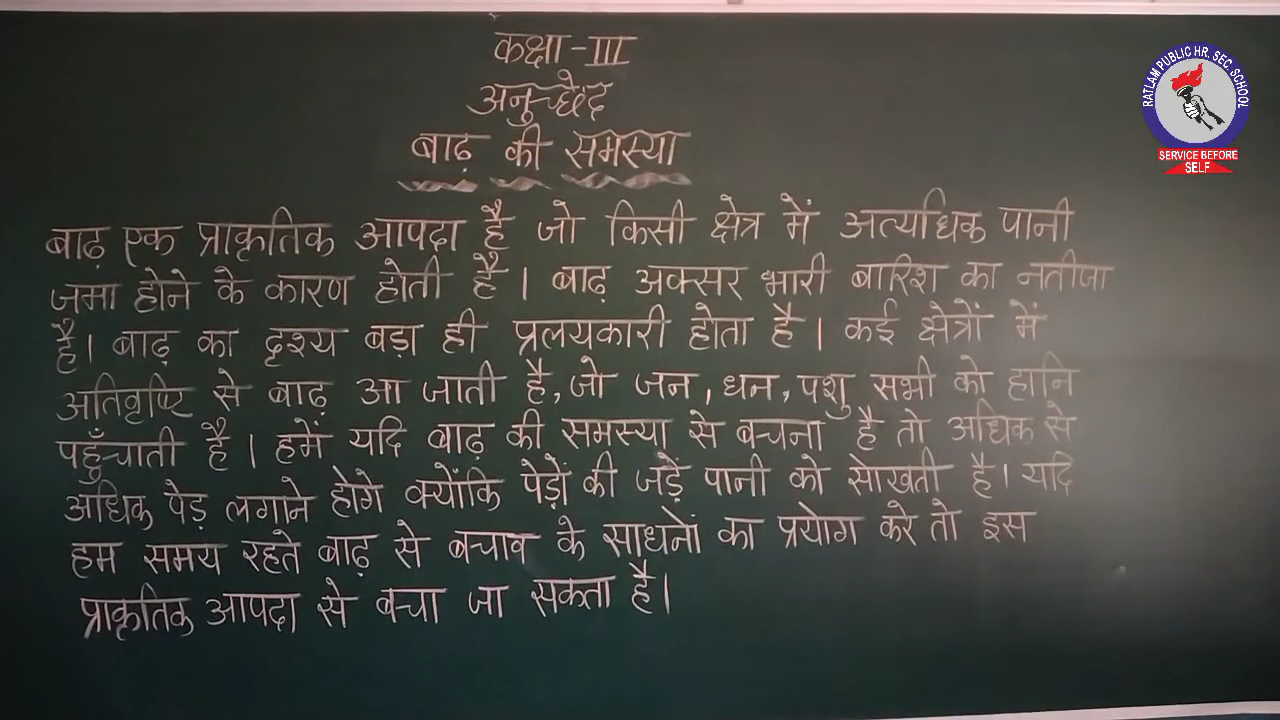 कक्षा -III
अनुच्छेद
बाढ़ की समस्या
बाढ़ एक प्राकृतिक आपदा है जो किसी क्षेत्र में अत्यधिक पानी
जमा होने के कारण होती है। बाढ़ अक्सर भारी बारिश का नतीजा
है। बाढ़ का दृश्य बड़ा ही प्रलयकारी होता है। कई क्षेत्रों में
अतिवृष्टि से बाढ़ आ जाती है, जो जन, धन, पशु सभी को हानि
पहुँचाती है। हमें यदि बाढ़ की समस्या से बचना है तो अधिक से
अधिक पेड़ लगाने होगे क्योंकि पेड़ों की जड़ें पानी को सोखती है। यदि
हम समय रहते बाढ़ से बचाव के साधनों का प्रयोग करे तो इस
प्राकृतिक आपदा से बचा जा सकता है।
RATLAM PUBLIC HR. SEC. SCHOOL
SERVICE BEFORE
SELF